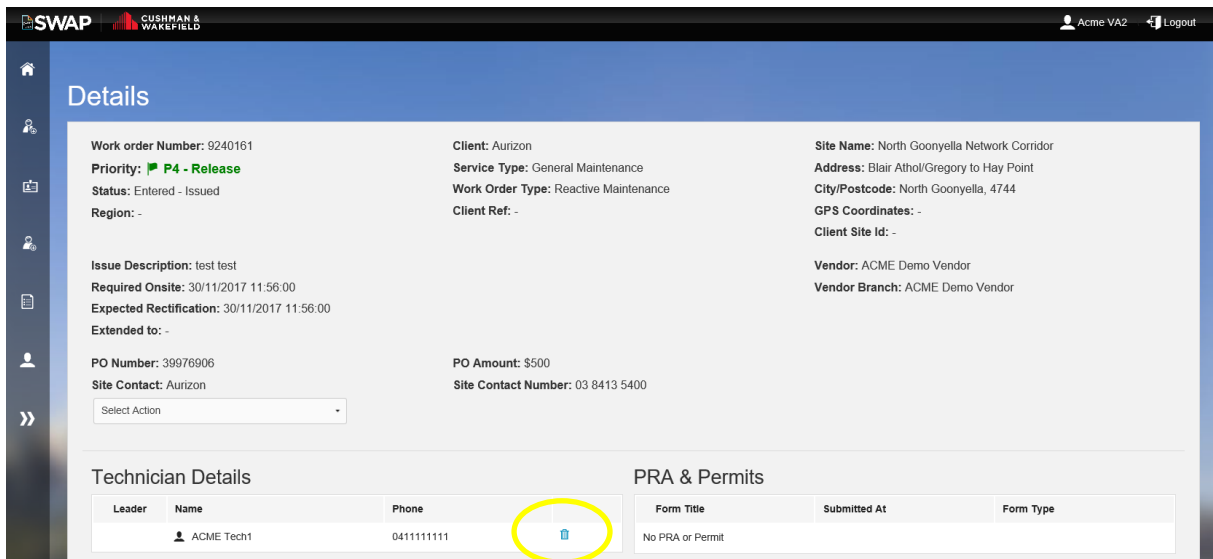 SWAP CUSHMAN & WAKEFIELD Acme VA2 Logout
Details
Work order Number: 9240161 Client: Aurizon Site Name: North Goonyella Network Corridor
Priority: P4 - Release Service Type: General Maintenance Address: Blair Athol/Gregory to Hay Point
Status: Entered - Issued Work Order Type: Reactive Maintenance City/Postcode: North Goonyella, 4744
Region: - Client Ref: - GPS Coordinates: -
Client Site Id: -
Issue Description: test test Vendor: ACME Demo Vendor
Required Onsite: 30/11/2017 11:56:00 Vendor Branch: ACME Demo Vendor
Expected Rectification: 30/11/2017 11:56:00
Extended to: -
PO Number: 39976906 PO Amount: $500
Site Contact: Aurizon Site Contact Number: 03 8413 5400
Select Action
Technician Details PRA & Permits
Leader Name Phone Form Title Submitted At Form Type
ACME Tech1 0411111111 No PRA or Permit